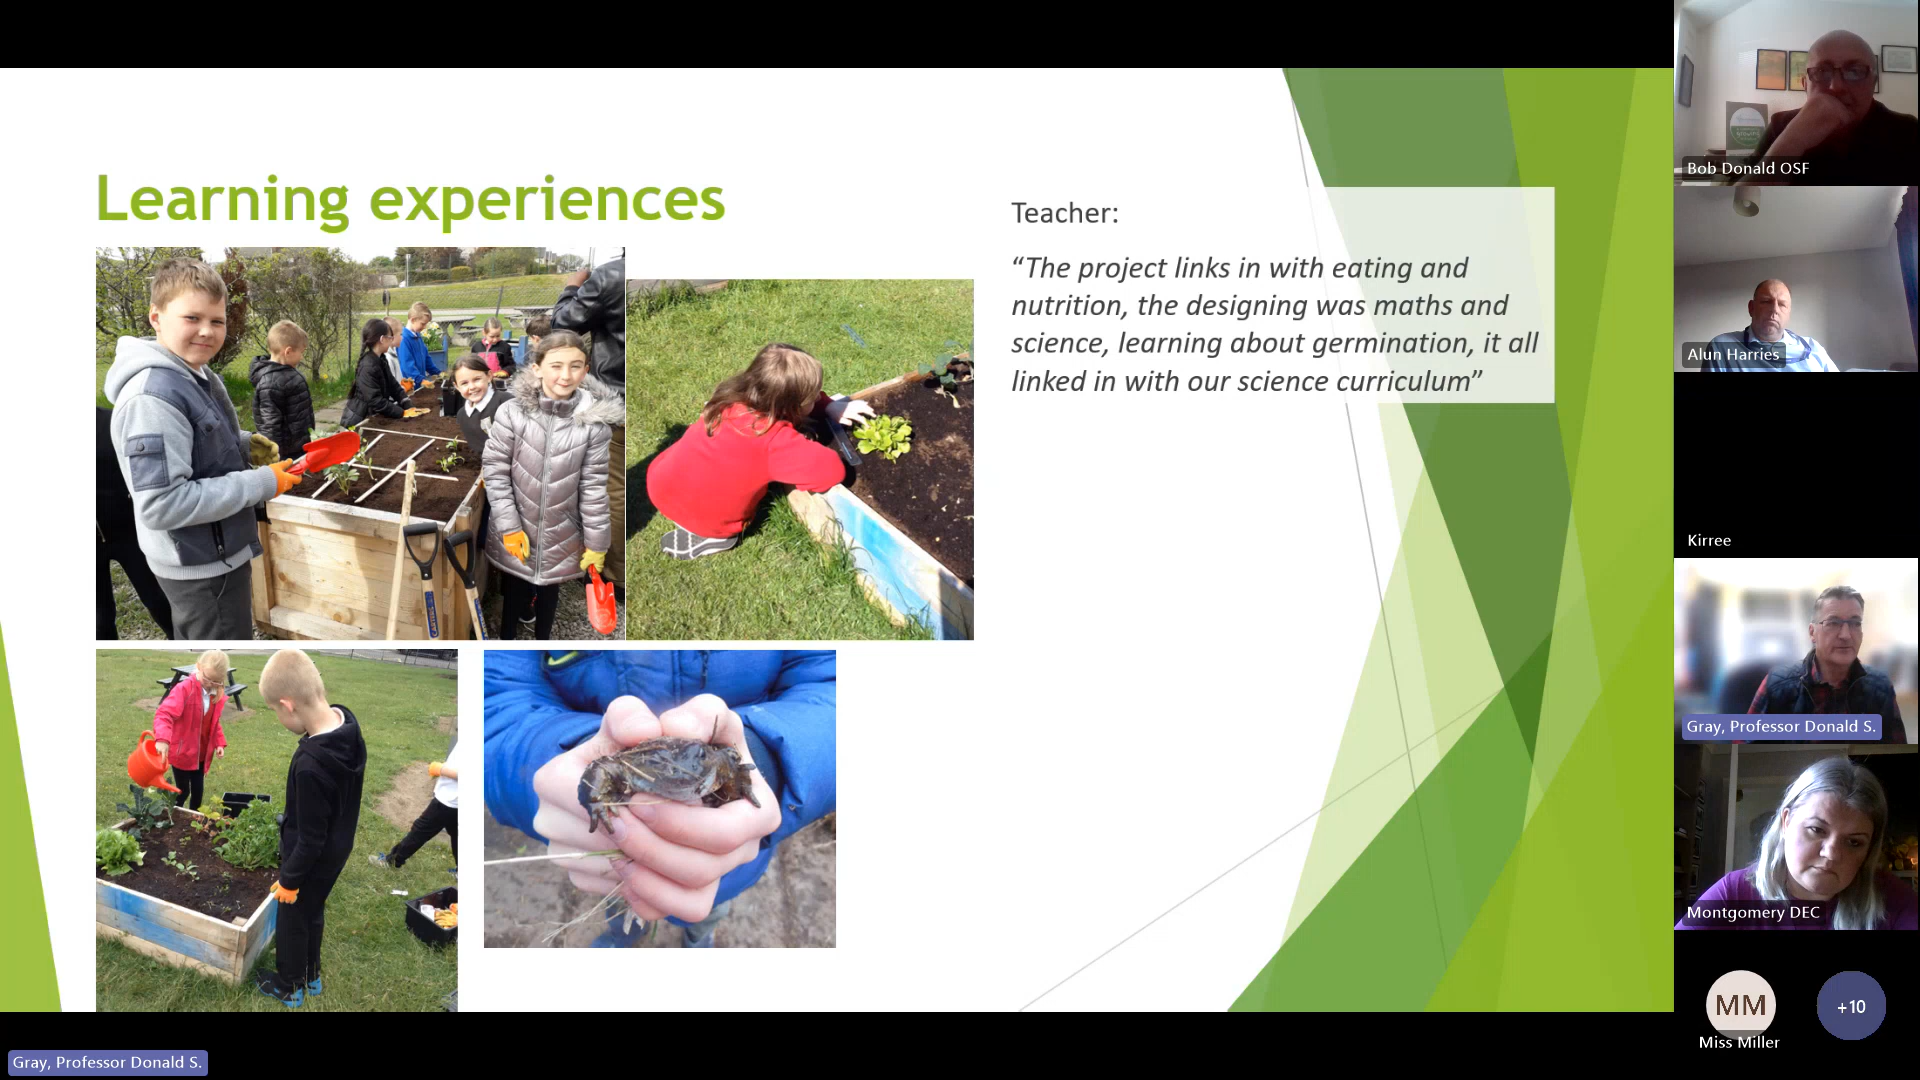 Learning experiences
Teacher:
“The project links in with eating and
nutrition, the designing was maths and
science, learning about germination, it all
linked in with our science curriculum”
Bob Donald OSF
Alun Harries
Kirree
Gray, Professor Donald S.
Montgomery DEC
MM
Miss Miller
+10
Gray, Professor Donald S.